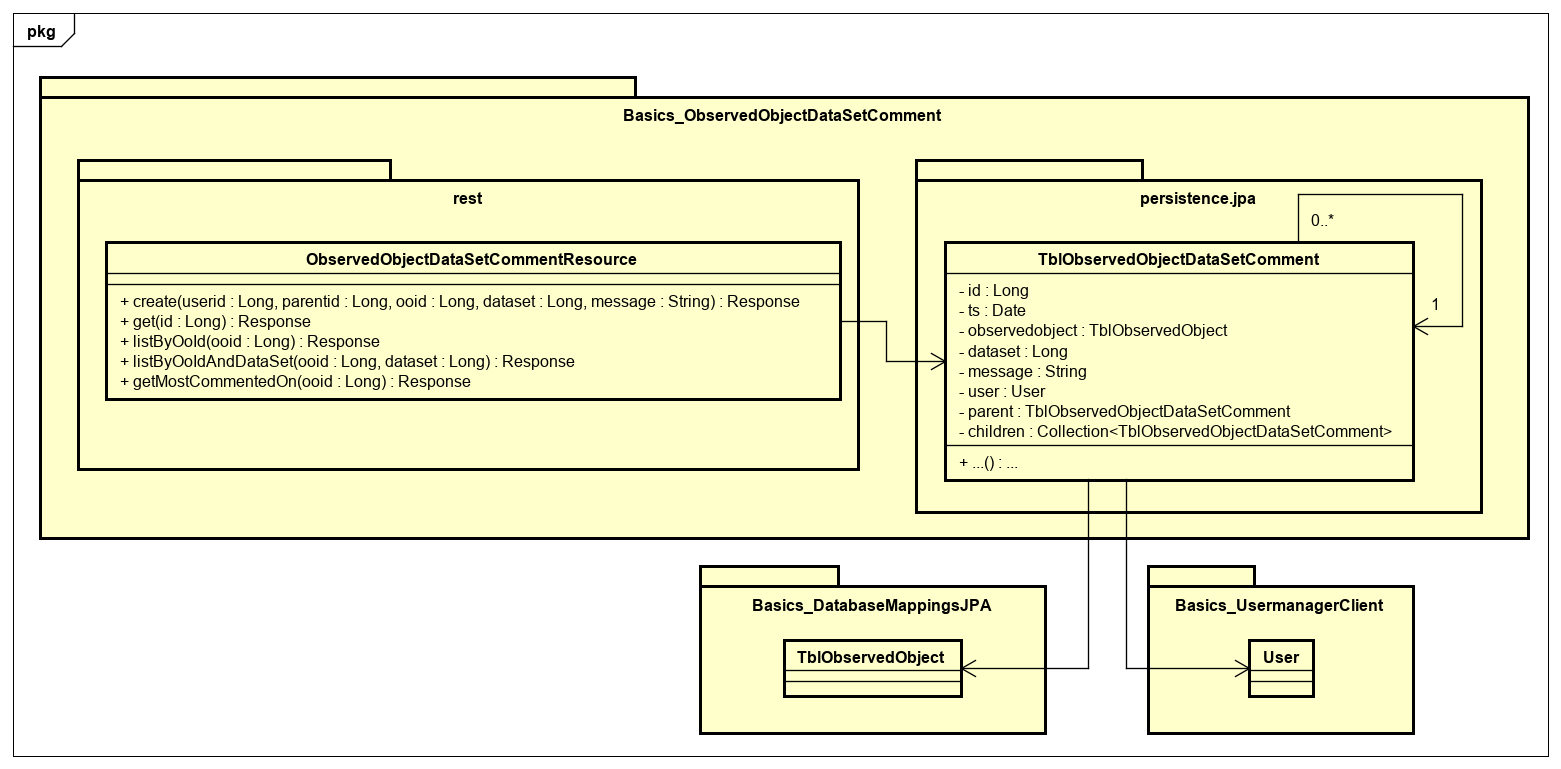 pkg
Basics_ObservedObjectDataSetComment
rest
ObservedObjectDataSetCommentResource
+ create(userid : Long, parentid : Long, ooid : Long, dataset : Long, message : String) : Response
+ get(id : Long) : Response
+ listByOoId(ooid : Long) : Response
+ listByOoIdAndDataSet(ooid : Long, dataset : Long) : Response
+ getMostCommentedOn(ooid : Long) : Response
persistence.jpa
0..*
1
TblObservedObjectDataSetComment
- id : Long
- ts : Date
- observedobject : TblObservedObject
- dataset : Long
- message : String
- user : User
- parent : TblObservedObjectDataSetComment
- children : Collection<TblObservedObjectDataSetComment>
+ ...() : ...
Basics_DatabaseMappingsJPA
TblObservedObject
Basics_UsermanagerClient
User